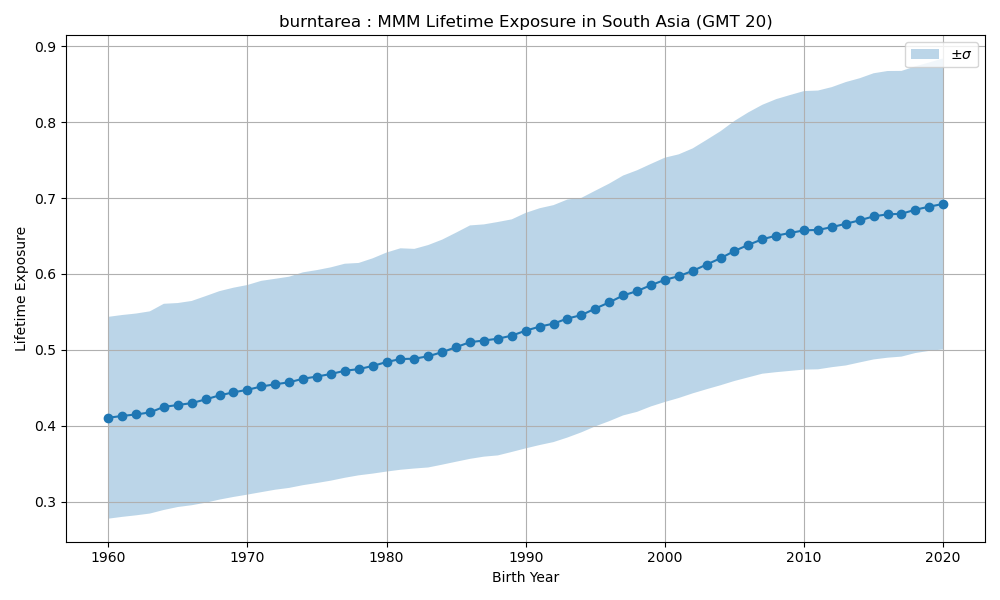 burntarea : MMM Lifetime Exposure in South Asia (GMT 20)
±σ
Lifetime Exposure
0.9
0.8
0.7
0.6
0.5
0.4
0.3
1960 1970 1980 1990 2000 2010 2020
Birth Year